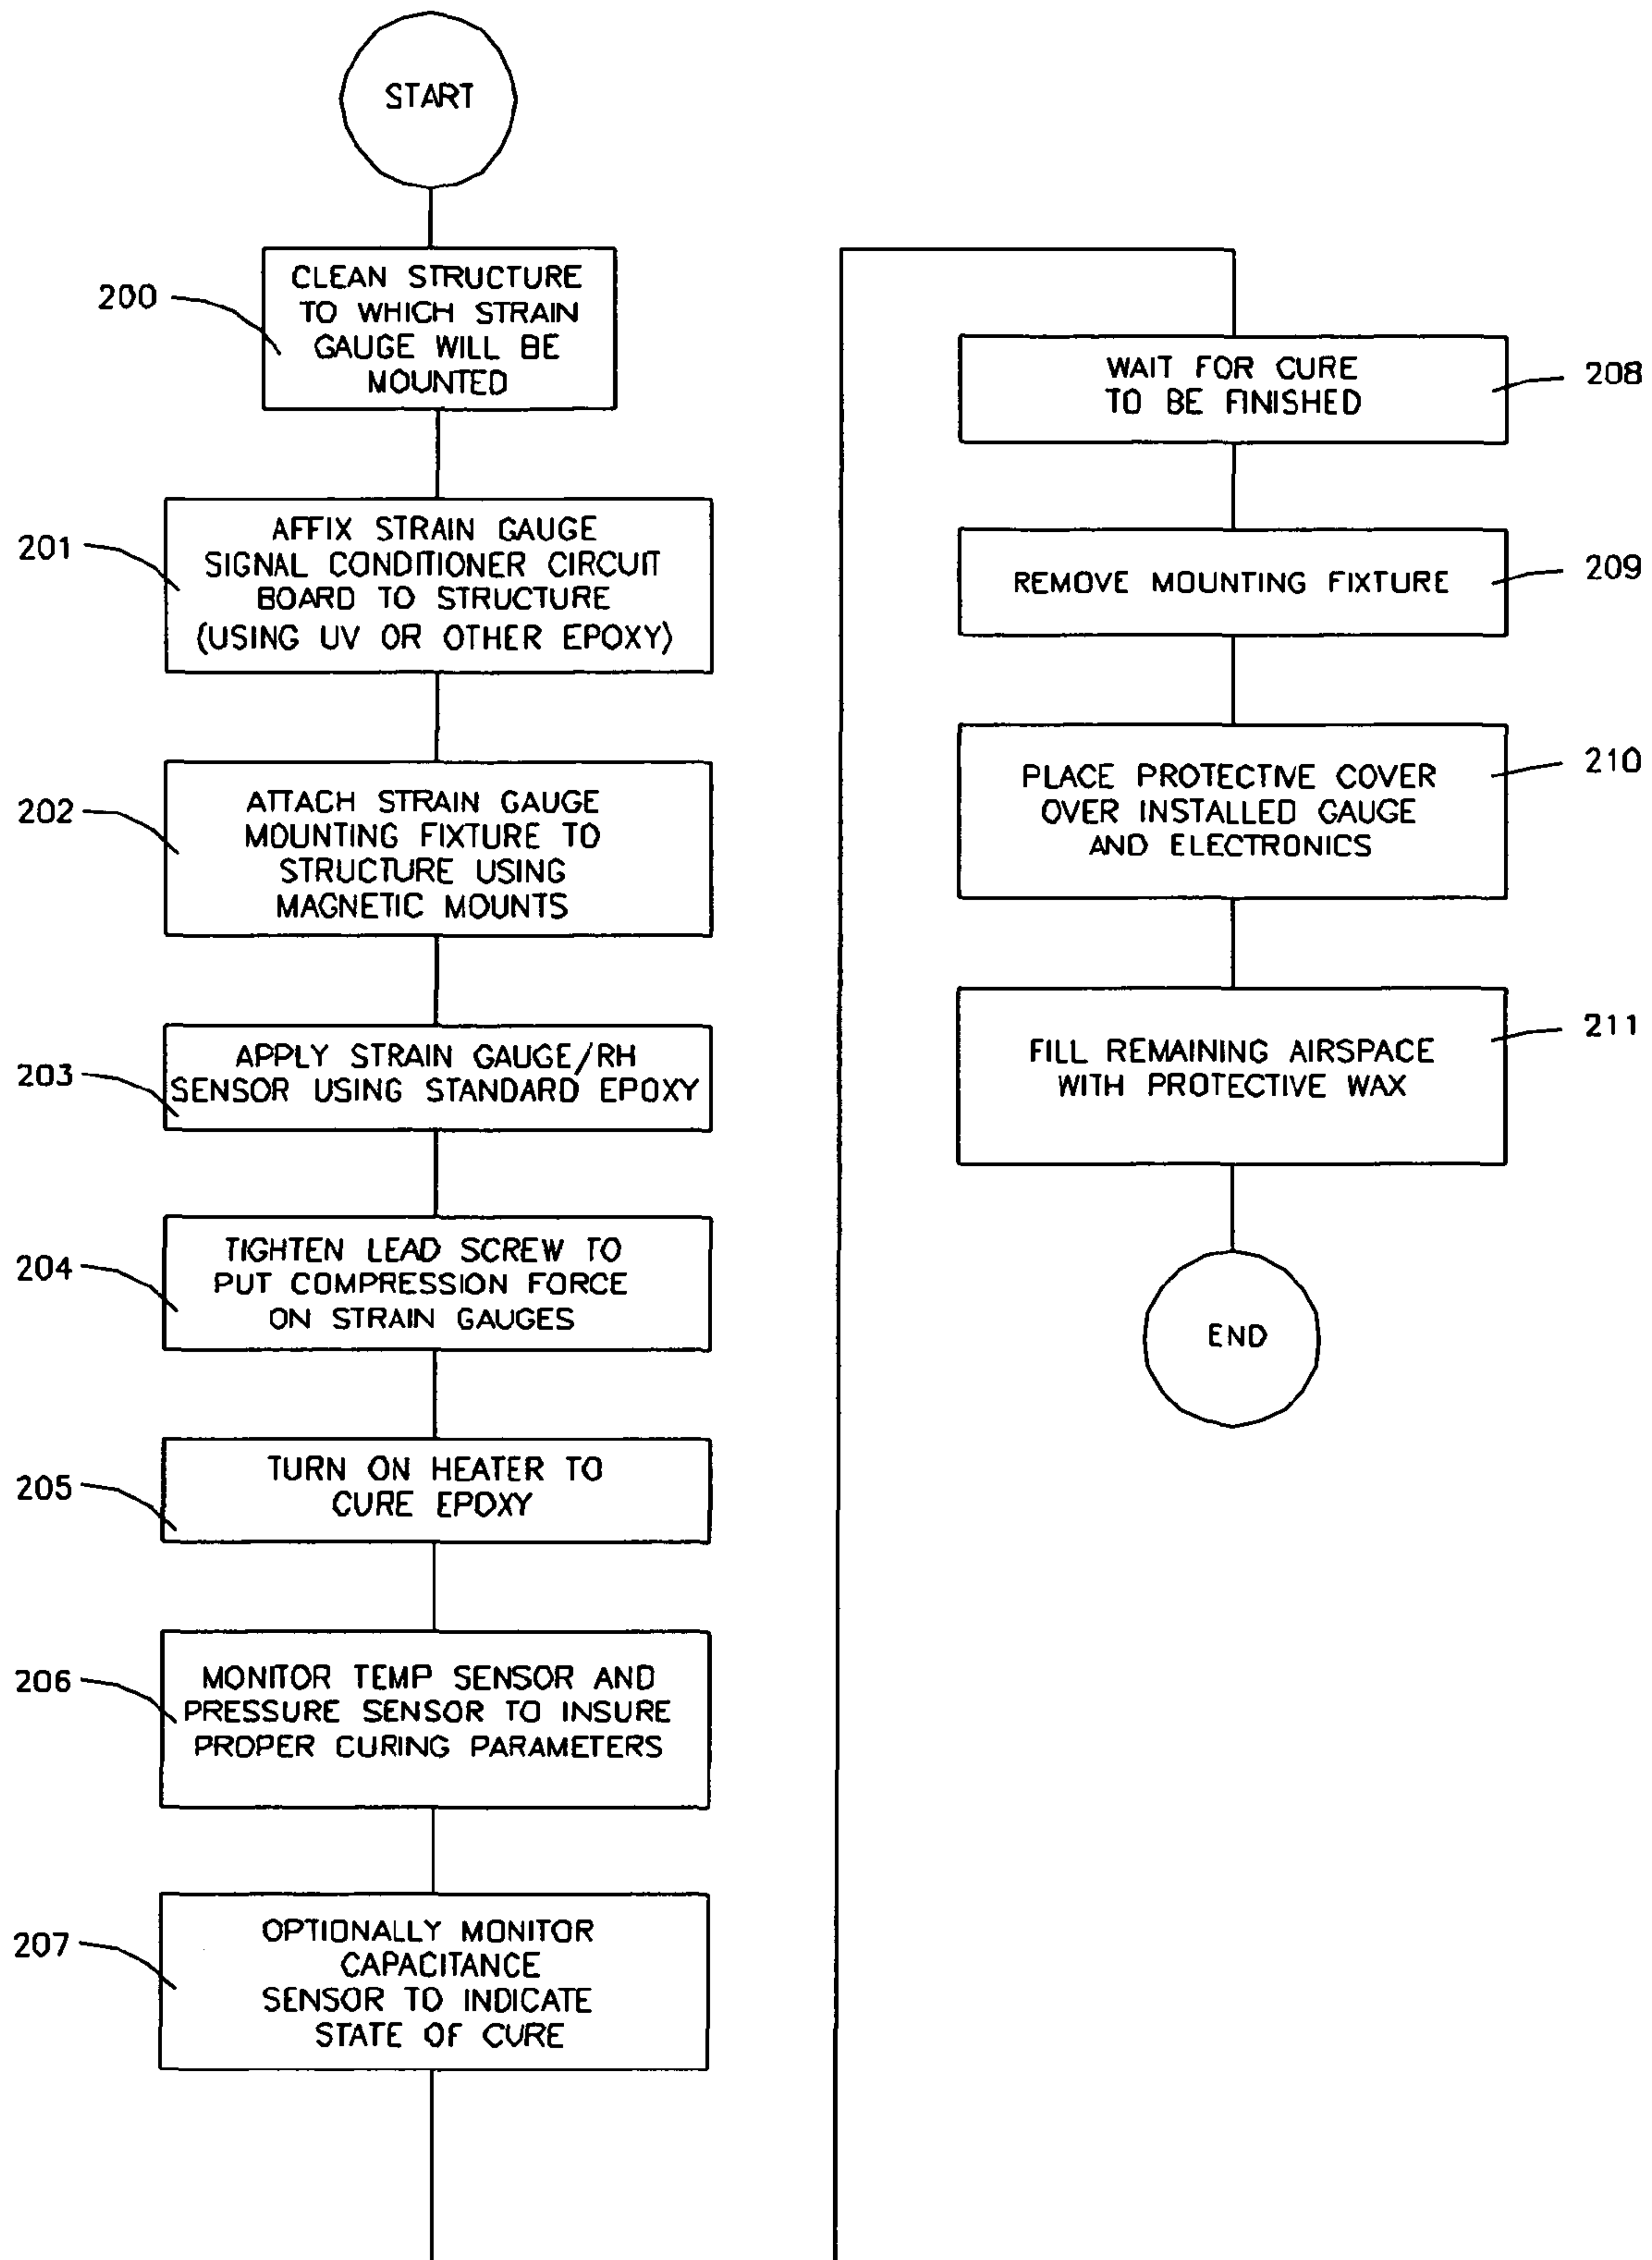 START
200
CLEAN STRUCTURE
TO WHICH STRAIN
GAUGE WILL BE
MOUNTED
201
AFFIX STRAIN GAUGE
SIGNAL CONDITIONER CIRCUIT
BOARD TO STRUCTURE
(USING UV OR OTHER EPOXY)
202
ATTACH STRAIN GAUGE
MOUNTING FIXTURE TO
STRUCTURE USING
MAGNETIC MOUNTS
203
APPLY STRAIN GAUGE/RH
SENSOR USING STANDARD EPOXY
204
TIGHTEN LEAD SCREW TO
PUT COMPRESSION FORCE
ON STRAIN GAUGES
205
TURN ON HEATER TO
CURE EPOXY
206
MONITOR TEMP SENSOR AND
PRESSURE SENSOR TO INSURE
PROPER CURING PARAMETERS
207
OPTIONALLY MONITOR
CAPACITANCE
SENSOR TO INDICATE
STATE OF CURE
208
WAIT FOR CURE
TO BE FINISHED
209
REMOVE MOUNTING FIXTURE
210
PLACE PROTECTIVE COVER
OVER INSTALLED GAUGE
AND ELECTRONICS
211
FILL REMAINING AIRSPACE
WITH PROTECTIVE WAX
END